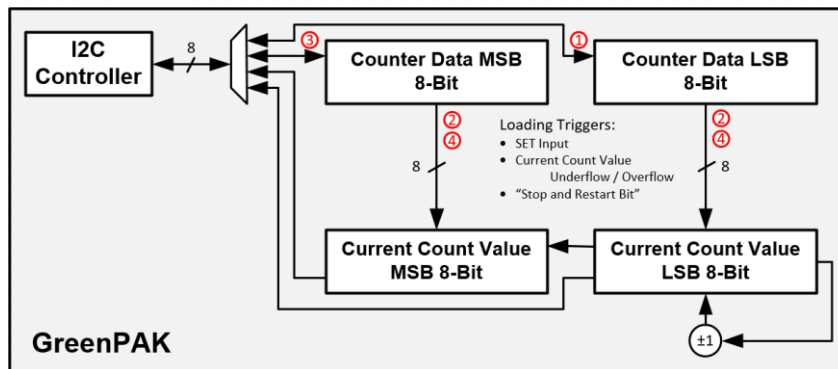 I2C
Controller
8
③
Counter Data MSB
8-Bit
①
Counter Data LSB
8-Bit
②
④
8
Loading Triggers:
• SET Input
• Current Count Value
Underflow / Overflow
• “Stop and Restart Bit”
②
④
8
Current Count Value
MSB 8-Bit
Current Count Value
LSB 8-Bit
±1
GreenPAK